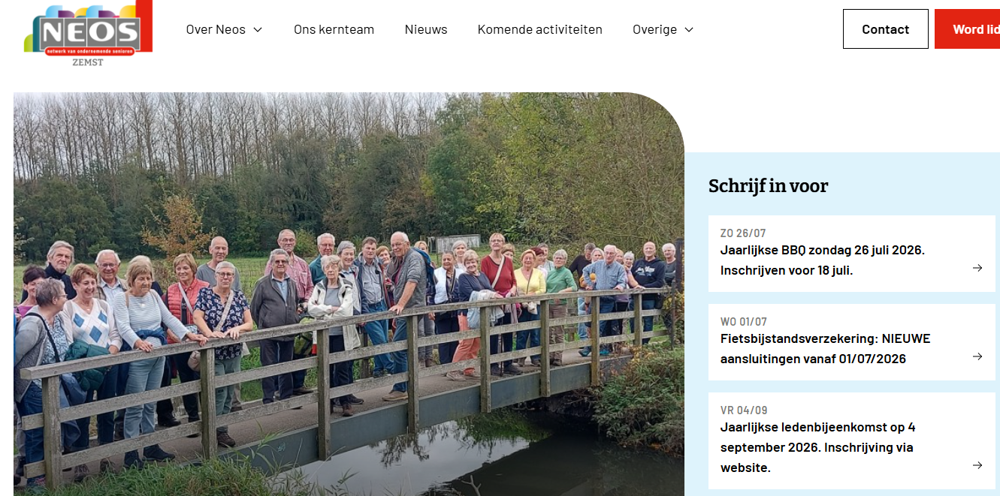 NEOS
netwerk van ondernemende senioren
ZEMST
Over Neos
Ons kernteam
Nieuws
Komende activiteiten
Overige
Contact
Word lid
Schrijf in voor
ZO 26/07
Jaarlijkse BBQ zondag 26 juli 2026.
Inschrijven voor 18 juli.
WO 01/07
Fietsbijstandsverzekering: NIEUWE
aansluitingen vanaf 01/07/2026
VR 04/09
Jaarlijkse ledenbijeenkomst op 4
september 2026. Inschrijving via
website.